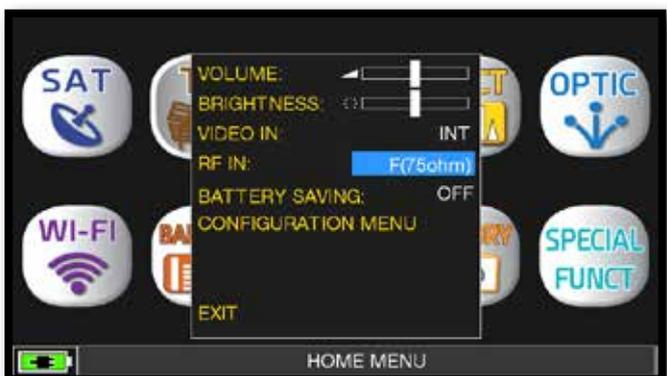 SAT
OPTIC
VOLUME:
BRIGHTNESS:
VIDEO IN: INT
RF IN: F(75ohm)
BATTERY SAVING: OFF
CONFIGURATION MENU
EXIT
WI-FI
SPECIAL
FUNCT
HOME MENU